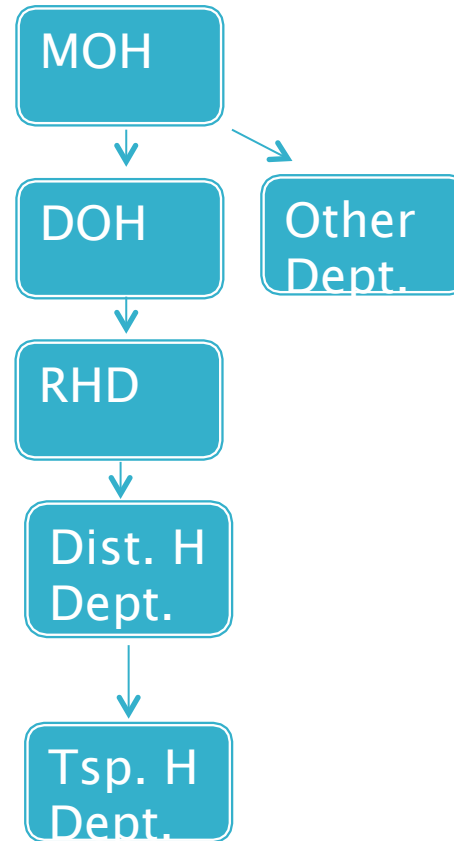 MOH
DOH
Other
Dept.
RHD
Dist. H
Dept.
Tsp. H
Dept.